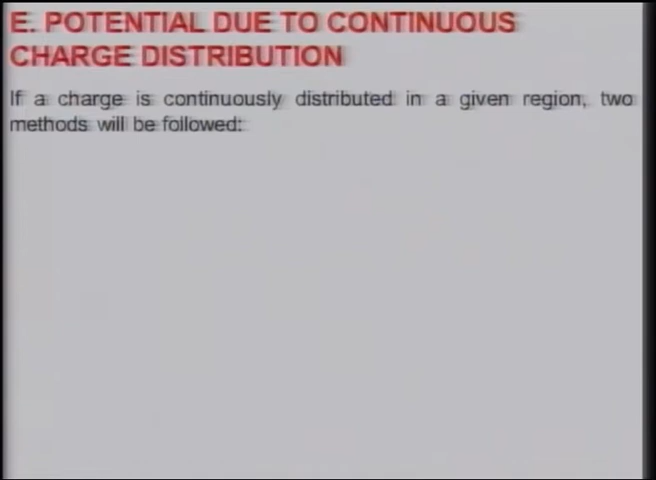 E. POTENTIAL DUE TO CONTINUOUS
CHARGE DISTRIBUTION
If a charge is continuously distributed in a given region, two
methods will be followed: